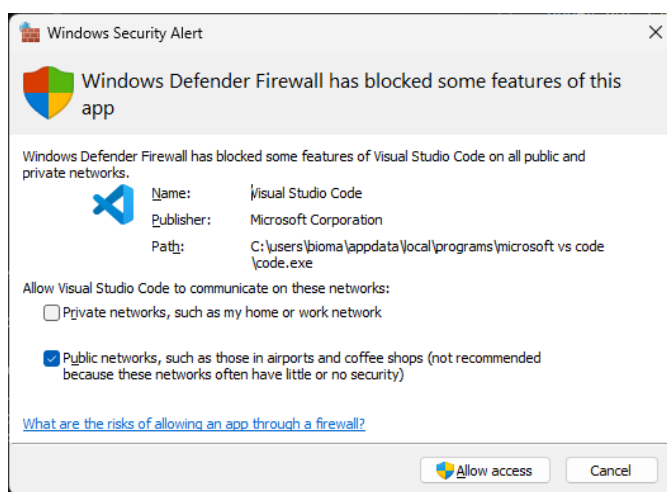 Windows Security Alert
Windows Defender Firewall has blocked some features of this
app
Windows Defender Firewall has blocked some features of Visual Studio Code on all public and
private networks.
Name: Visual Studio Code
Publisher: Microsoft Corporation
Path: C:\users\bioma\appdata\local\programs\microsoft vs code
\code.exe
Allow Visual Studio Code to communicate on these networks:
Private networks, such as my home or work network
Public networks, such as those in airports and coffee shops (not recommended
because these networks often have little or no security)
What are the risks of allowing an app through a firewall?
Allow access Cancel